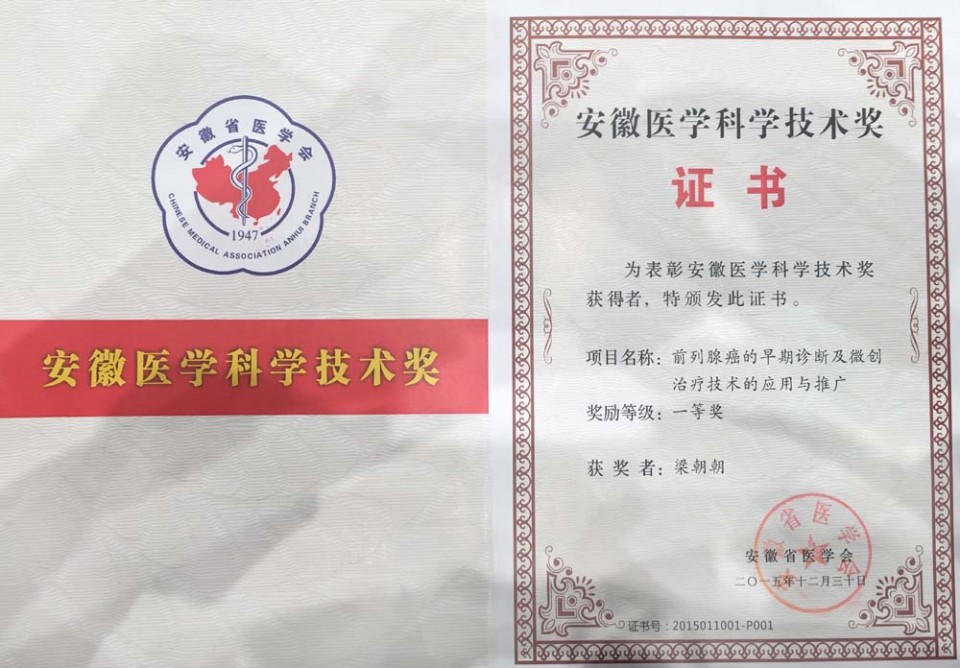 安徽省医学会
CHINESE MEDICAL ASSOCIATION ANHUI BRANCH
1947
安徽医学科学技术奖
安徽医学科学技术奖
证书
为表彰安徽医学科学技术奖
获得者，特颁发此证书。
项目名称：前列腺癌的早期诊断及微创
治疗技术的应用与推广
奖励等级：一等奖
获奖者：梁朝朝
安徽省医学会
安徽省医学会
二〇一五年十二月三十日
证书号：2015011001-P001